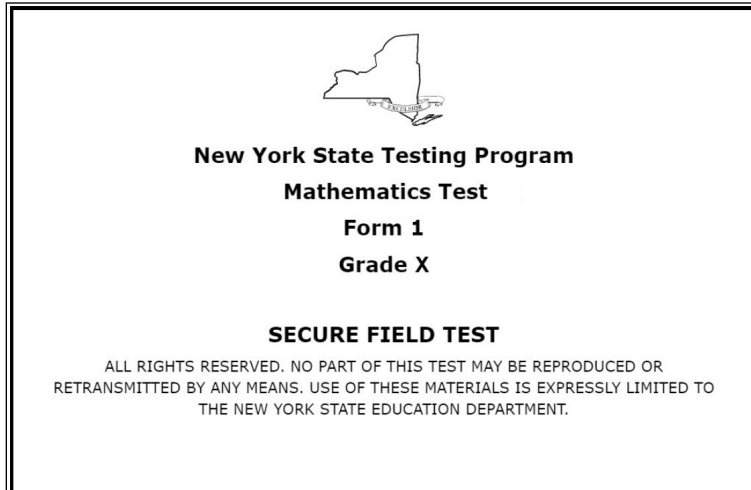 EXCELSIOR
New York State Testing Program
Mathematics Test
Form 1
Grade X
SECURE FIELD TEST
ALL RIGHTS RESERVED. NO PART OF THIS TEST MAY BE REPRODUCED OR
RETRANSMITTED BY ANY MEANS. USE OF THESE MATERIALS IS EXPRESSLY LIMITED TO
THE NEW YORK STATE EDUCATION DEPARTMENT.